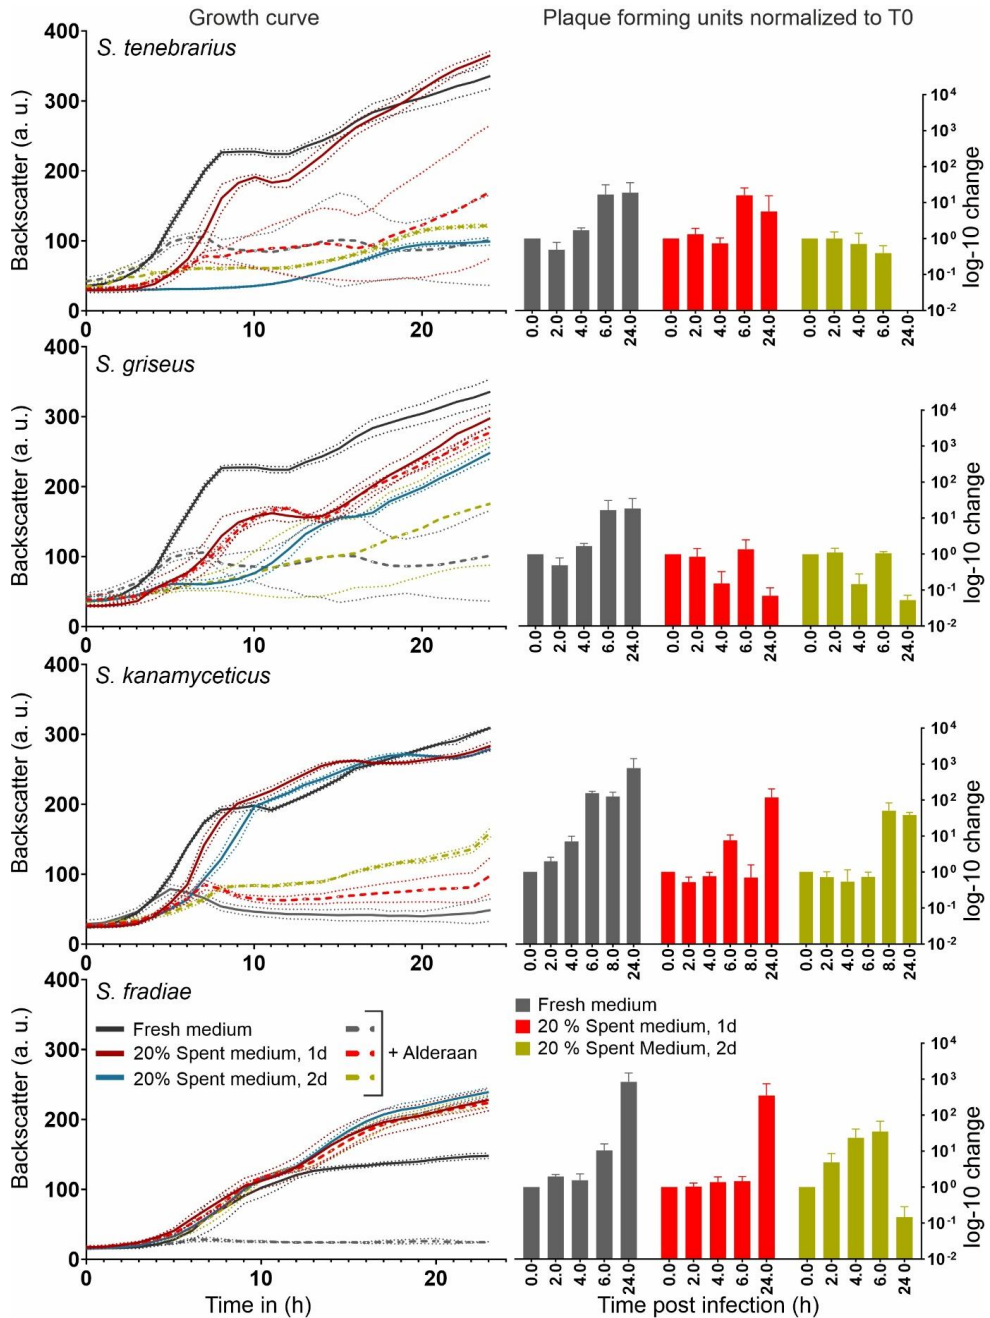 Growth curve
Plaque forming units normalized to T0
S. tenebrarius
Backscatter (a. u.)
400
300
200
100
0
0 10 20
0.0 2.0 4.0 6.0 24.0 0.0 2.0 4.0 6.0 24.0 0.0 2.0 4.0 6.0 24.0
10⁴
10³
10²
10¹
10⁰
10⁻¹
10⁻²
log-10 change
S. griseus
Backscatter (a. u.)
400
300
200
100
0
0 10 20
0.0 2.0 4.0 6.0 24.0 0.0 2.0 4.0 6.0 24.0 0.0 2.0 4.0 6.0 24.0
10⁴
10³
10²
10¹
10⁰
10⁻¹
10⁻²
log-10 change
S. kanamyceticus
Backscatter (a. u.)
400
300
200
100
0
0 10 20
0.0 2.0 4.0 6.0 8.0 24.0 0.0 2.0 4.0 6.0 8.0 24.0 0.0 2.0 4.0 6.0 8.0 24.0
10⁴
10³
10²
10¹
10⁰
10⁻¹
10⁻²
log-10 change
S. fradiae
Fresh medium
20% Spent medium, 1d
20% Spent medium, 2d
+ Alderaan
Backscatter (a. u.)
400
300
200
100
0
0 10 20
Time in (h)
Fresh medium
20 % Spent medium, 1d
20 % Spent Medium, 2d
0.0 2.0 4.0 6.0 24.0 0.0 2.0 4.0 6.0 24.0 0.0 2.0 4.0 6.0 24.0
10³
10²
10¹
10⁰
10⁻¹
10⁻²
log-10 change
Time post infection (h)